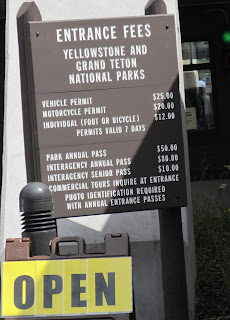 ENTRANCE FEES
YELLOWSTONE AND
GRAND TETON
NATIONAL PARKS
VEHICLE PERMIT $25.00
MOTORCYCLE PERMIT $20.00
INDIVIDUAL (FOOT OR BICYCLE) $12.00
PERMITS VALID 7 DAYS
PARK ANNUAL PASS $50.00
INTERAGENCY ANNUAL PASS $80.00
INTERAGENCY SENIOR PASS $10.00
COMMERCIAL TOURS INQUIRE AT ENTRANCE
PHOTO IDENTIFICATION REQUIRED
WITH ANNUAL ENTRANCE PASSES
OPEN